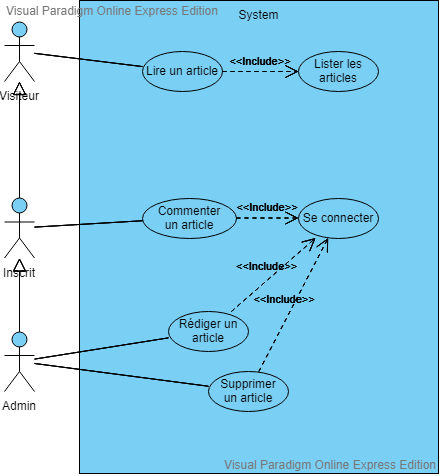 Visual Paradigm Online Express Edition
System
Visiteur
Lire un article
<<Include>>
Lister les
articles
Commenter
un article
<<Include>>
Se connecter
Inscrit
<<Include>>
<<Include>>
Rédiger un
article
Supprimer
un article
Admin
Visual Paradigm Online Express Edition